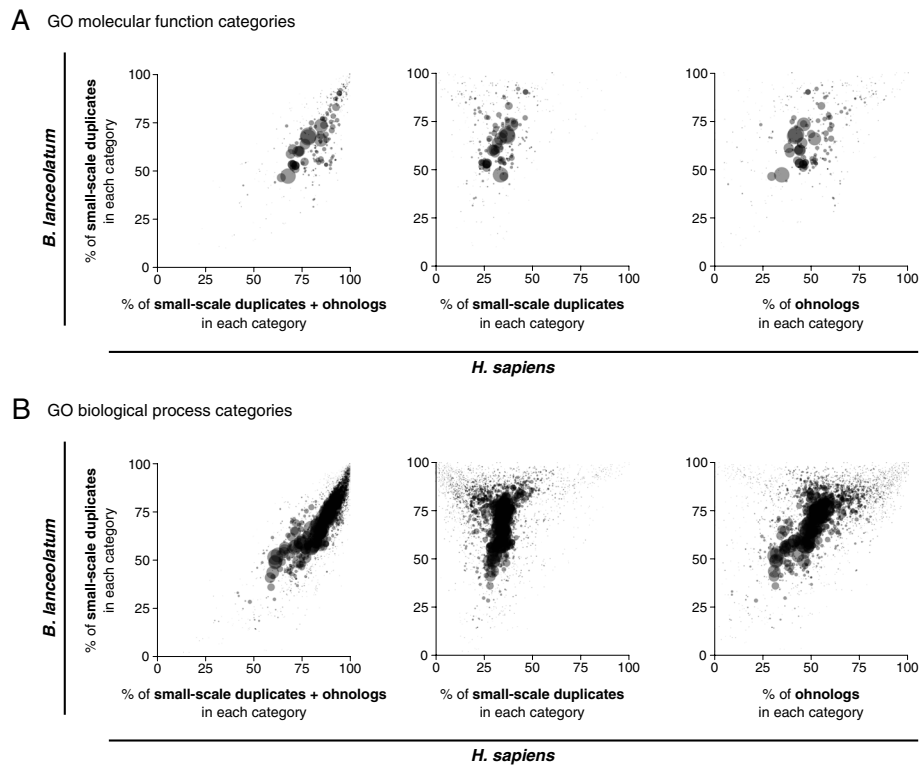 A GO molecular function categories
B. lanceolatum
% of small-scale duplicates
in each category
100
75
50
25
0
0 25 50 75 100
% of small-scale duplicates + ohnologs
in each category
100
75
50
25
0
0 25 50 75 100
% of small-scale duplicates
in each category
100
75
50
25
0
0 25 50 75 100
% of ohnologs
in each category
H. sapiens
B GO biological process categories
B. lanceolatum
% of small-scale duplicates
in each category
100
75
50
25
0
0 25 50 75 100
% of small-scale duplicates + ohnologs
in each category
100
75
50
25
0
0 25 50 75 100
% of small-scale duplicates
in each category
100
75
50
25
0
0 25 50 75 100
% of ohnologs
in each category
H. sapiens